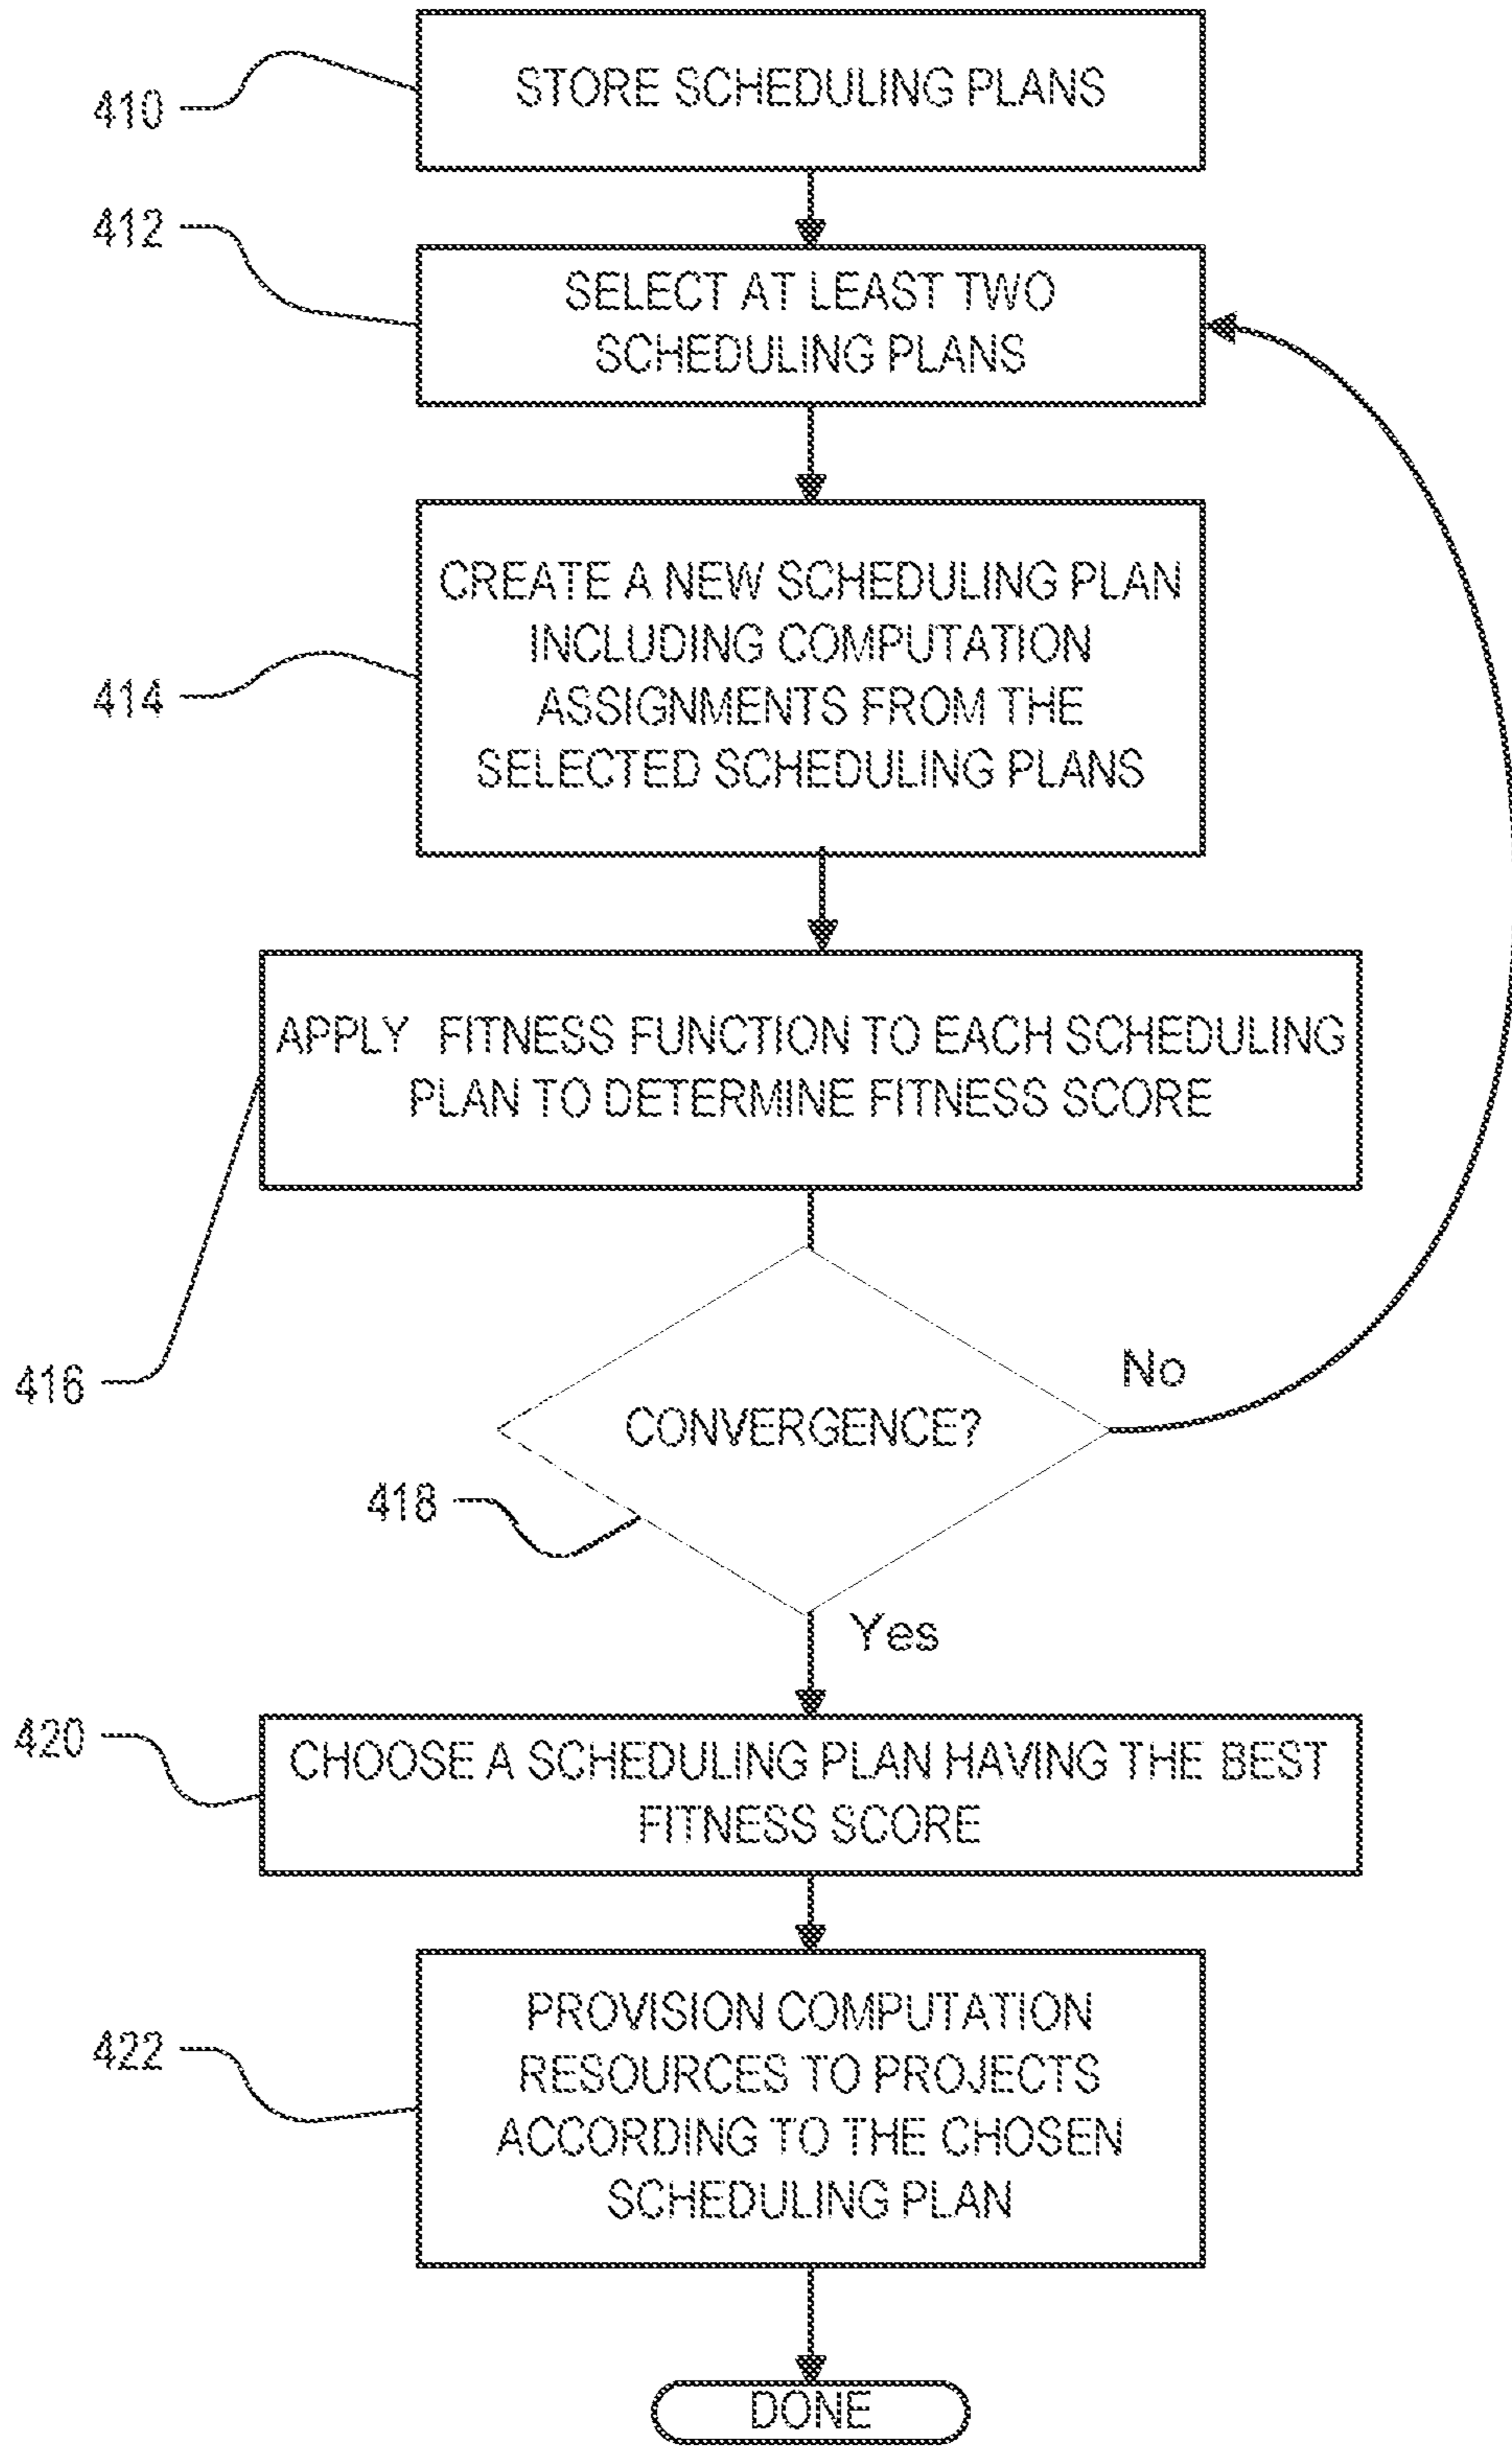 410
STORE SCHEDULING PLANS
412
SELECT AT LEAST TWO
SCHEDULING PLANS
414
CREATE A NEW SCHEDULING PLAN
INCLUDING COMPUTATION
ASSIGNMENTS FROM THE
SELECTED SCHEDULING PLANS
416
APPLY FITNESS FUNCTION TO EACH SCHEDULING
PLAN TO DETERMINE FITNESS SCORE
418
CONVERGENCE?
No
Yes
420
CHOOSE A SCHEDULING PLAN HAVING THE BEST
FITNESS SCORE
422
PROVISION COMPUTATION
RESOURCES TO PROJECTS
ACCORDING TO THE CHOSEN
SCHEDULING PLAN
DONE